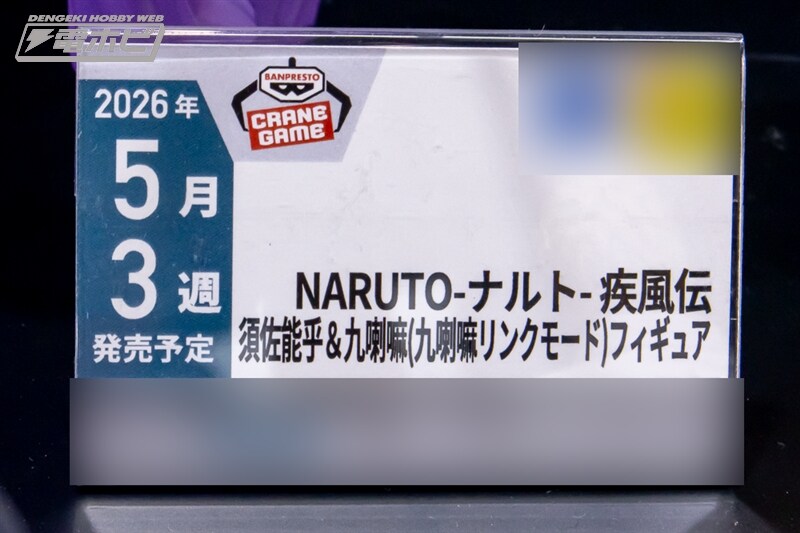 DENGEKI HOBBY WEB
電ホビ
2026年
5月
3週
発売予定
BANPRESTO
CRANE
GAME
NARUTO-ナルト- 疾風伝
須佐能乎＆九喇嘛(九喇嘛リンクモード)フィギュア